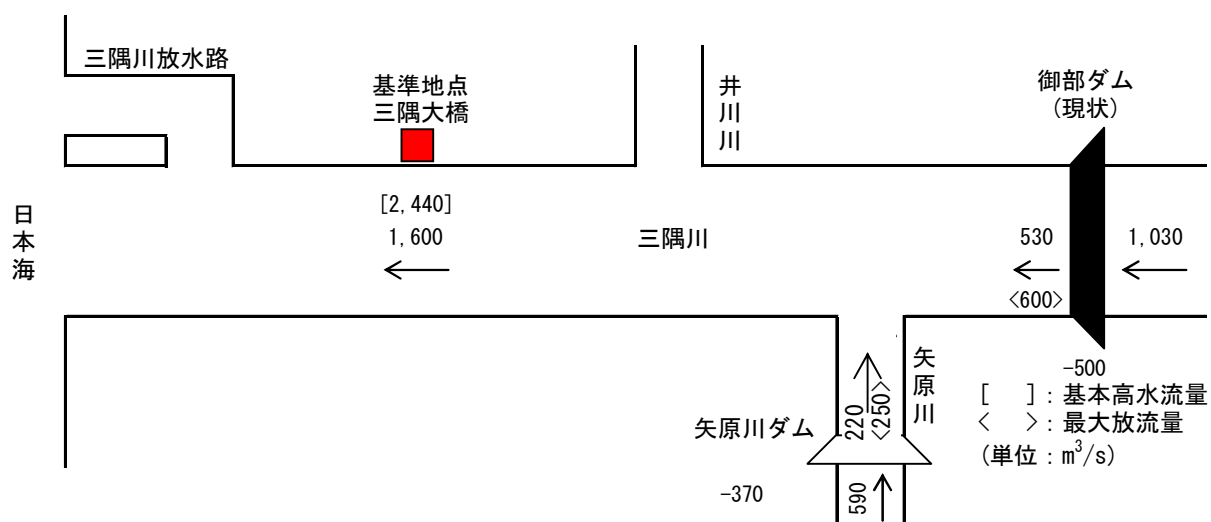 三隅川放水路
基準地点
三隅大橋
井川川
御部ダム
(現状)
日本海
[2,440]
1,600
三隅川
530
<600>
1,030
-500
矢原川
220
<250>
矢原川ダム
-370
590
[ ]:基本高水流量
< >:最大放流量
(単位:m³/s)